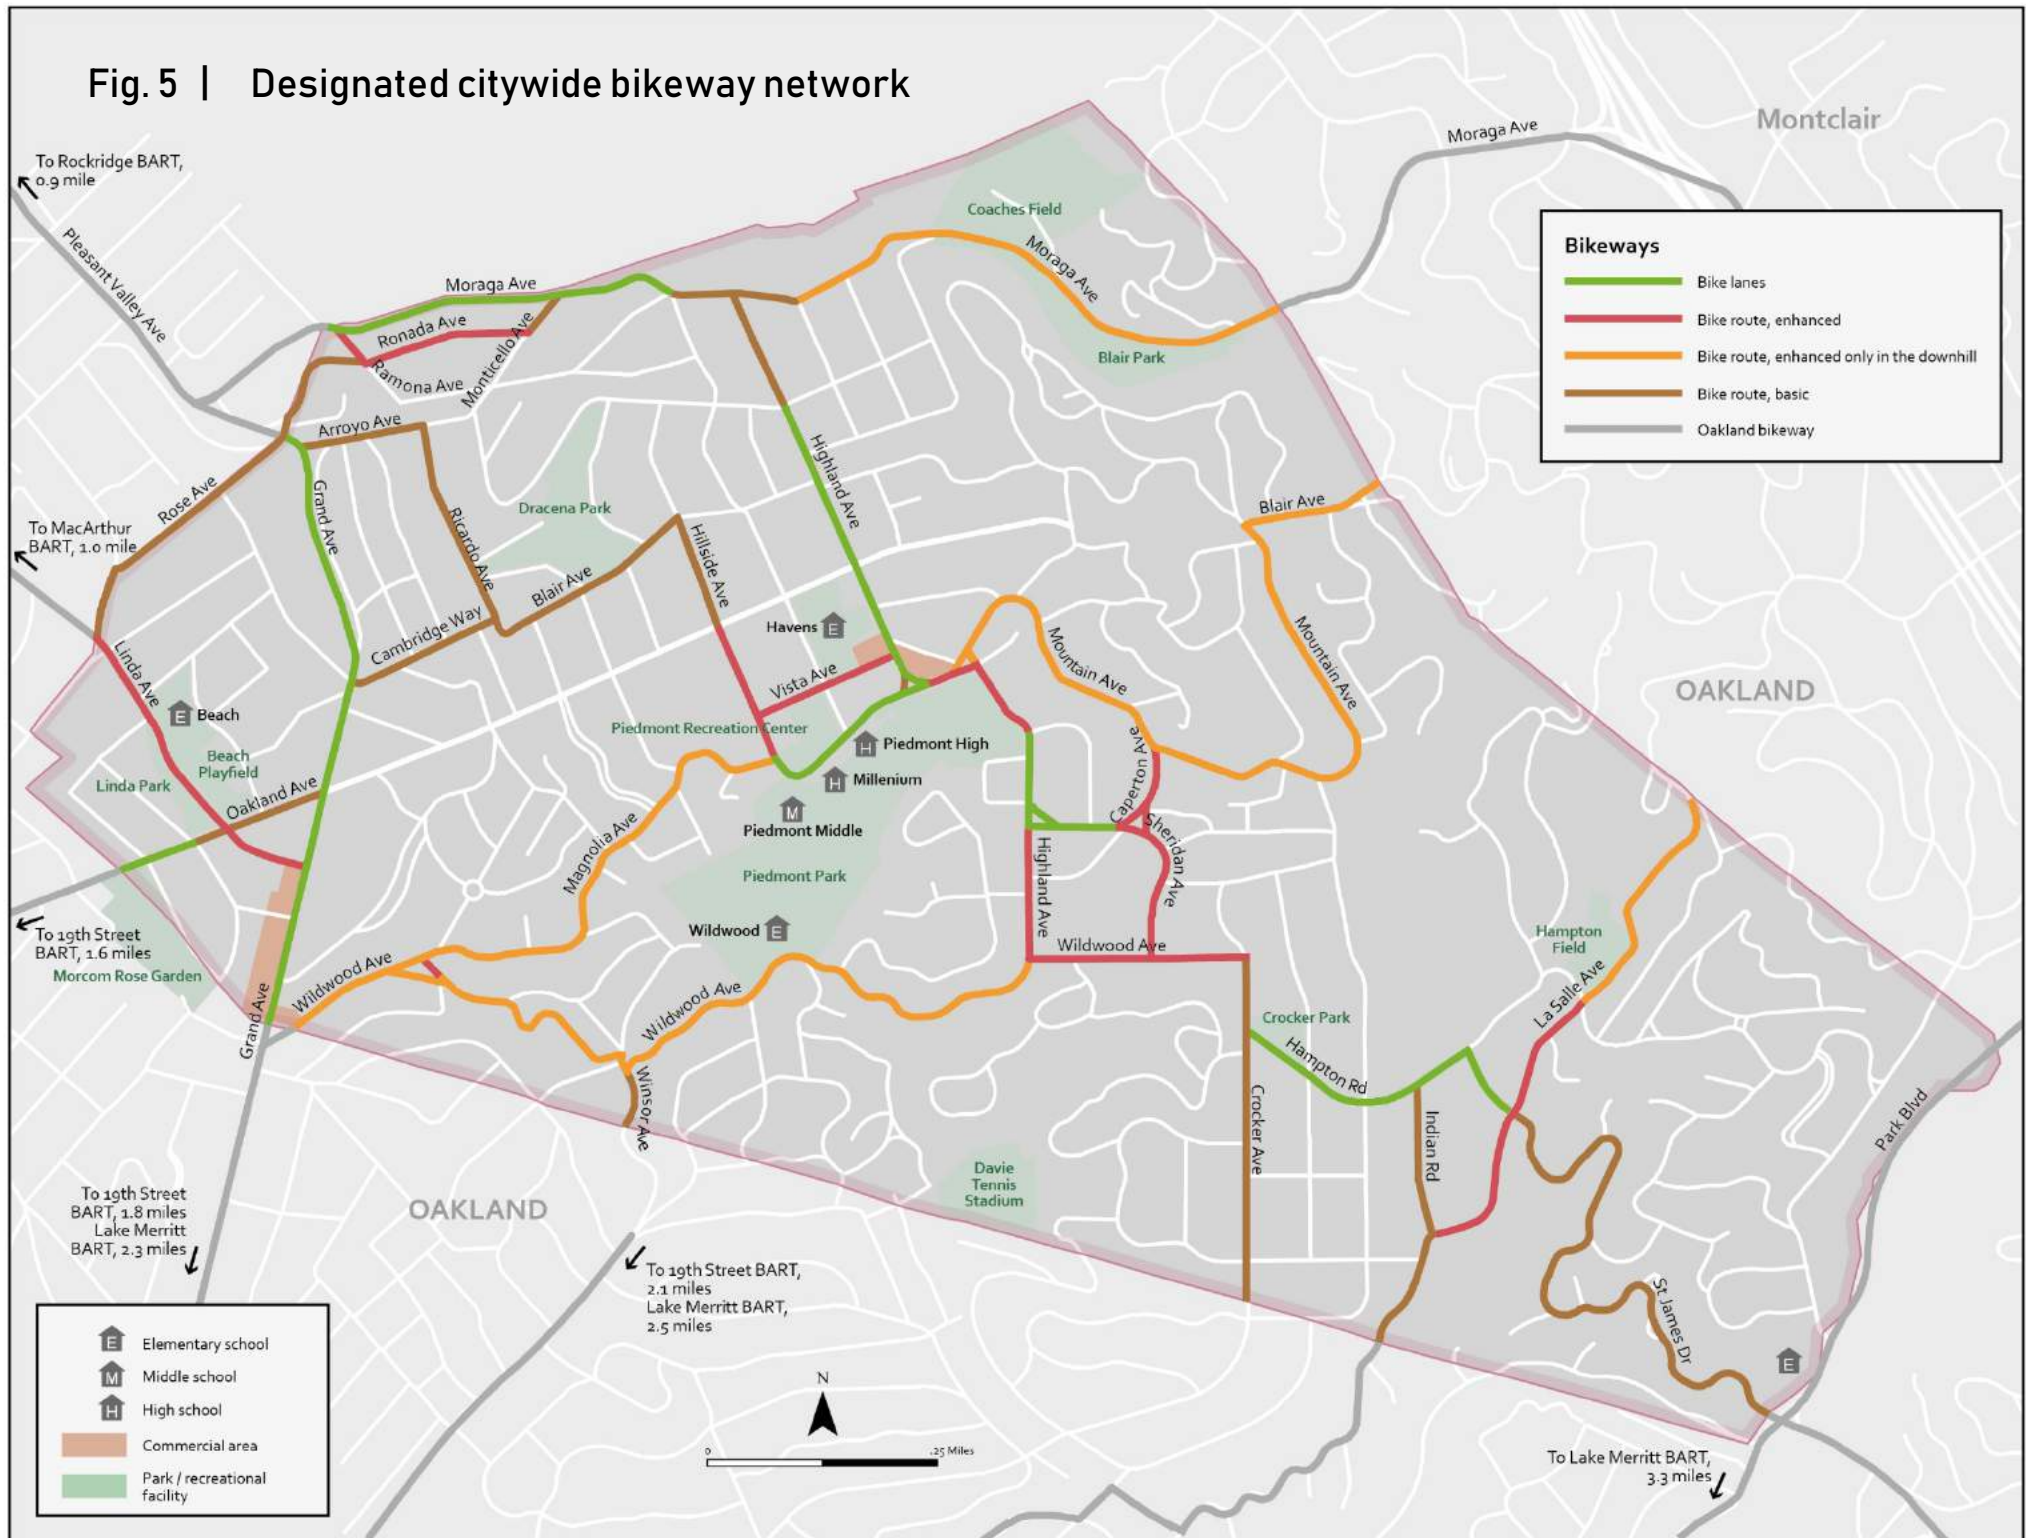 Fig. 5 | Designated citywide bikeway network
Montclair
Moraga Ave
To Rockridge BART,
0.9 mile
Pleasant Valley Ave
Coaches Field
Moraga Ave
Bikeways
Bike lanes
Bike route, enhanced
Bike route, enhanced only in the downhill
Bike route, basic
Oakland bikeway
Moraga Ave
Ronada Ave
Ramona Ave
Monticello Ave
Blair Park
Arroyo Ave
Highland Ave
Rose Ave
Grand Ave
Ricardo Ave
Dracena Park
Hillside Ave
Blair Ave
To MacArthur
BART, 1.0 mile
Blair Ave
Cambridge Way
Havens
E
Mountain Ave
Mountain Ave
Linda Ave
Vista Ave
OAKLAND
E
Beach
Piedmont Recreation Center
H
Piedmont High
Caperton Ave
Beach
Playfield
Linda Park
H
Millenium
Oakland Ave
M
Piedmont Middle
Sheridan Ave
Magnolia Ave
Highland Ave
Piedmont Park
To 19th Street
BART, 1.6 miles
Wildwood
E
Wildwood Ave
Hampton
Field
Morcom Rose Garden
Wildwood Ave
Wildwood Ave
La Salle Ave
Grand Ave
Crocker Park
Hampton Rd
Winsor Ave
Crocker Ave
Indian Rd
Park Blvd
Davie
Tennis
Stadium
To 19th Street
BART, 1.8 miles
Lake Merritt
BART, 2.3 miles
OAKLAND
To 19th Street BART,
2.1 miles
Lake Merritt BART,
2.5 miles
St James Dr
E
E
Elementary school
M
Middle school
H
High school
Commercial area
Park / recreational
facility
N
0
.25 Miles
To Lake Merritt BART,
3.3 miles